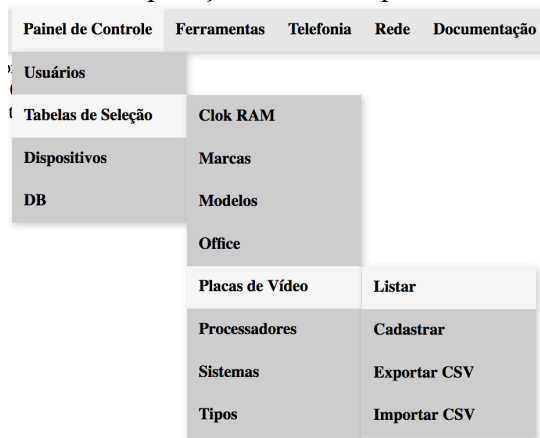 Painel de Controle Ferramentas Telefonia Rede Documentação
Usuários
Tabelas de Seleção Clok RAM
Dispositivos Marcas
DB Modelos
Office
Placas de Vídeo Listar
Processadores Cadastrar
Sistemas Exportar CSV
Tipos Importar CSV